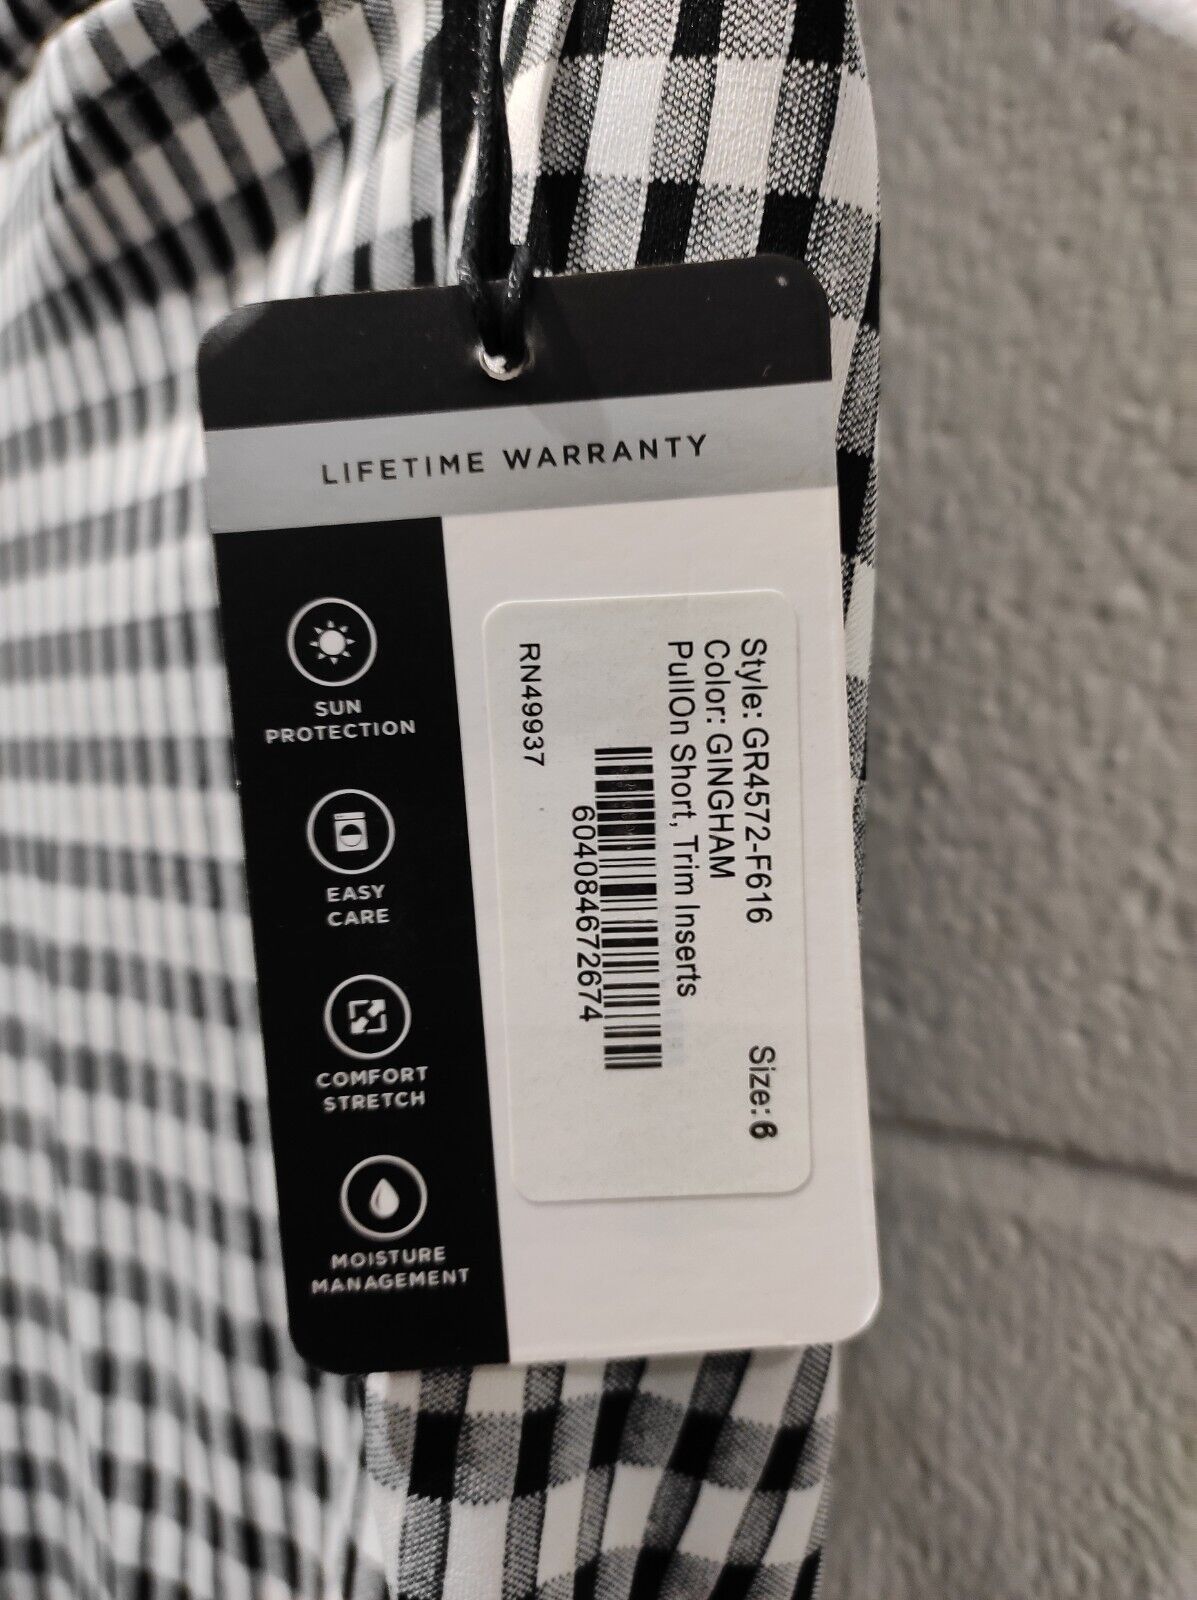 LIFETIME WARRANTY
SUN
PROTECTION
EASY
CARE
COMFORT
STRETCH
MOISTURE
MANAGEMENT
Style: GR4572-F616 Size: 6
Color: GINGHAM
PullOn Short, Trim Inserts
604084672674
RN49937